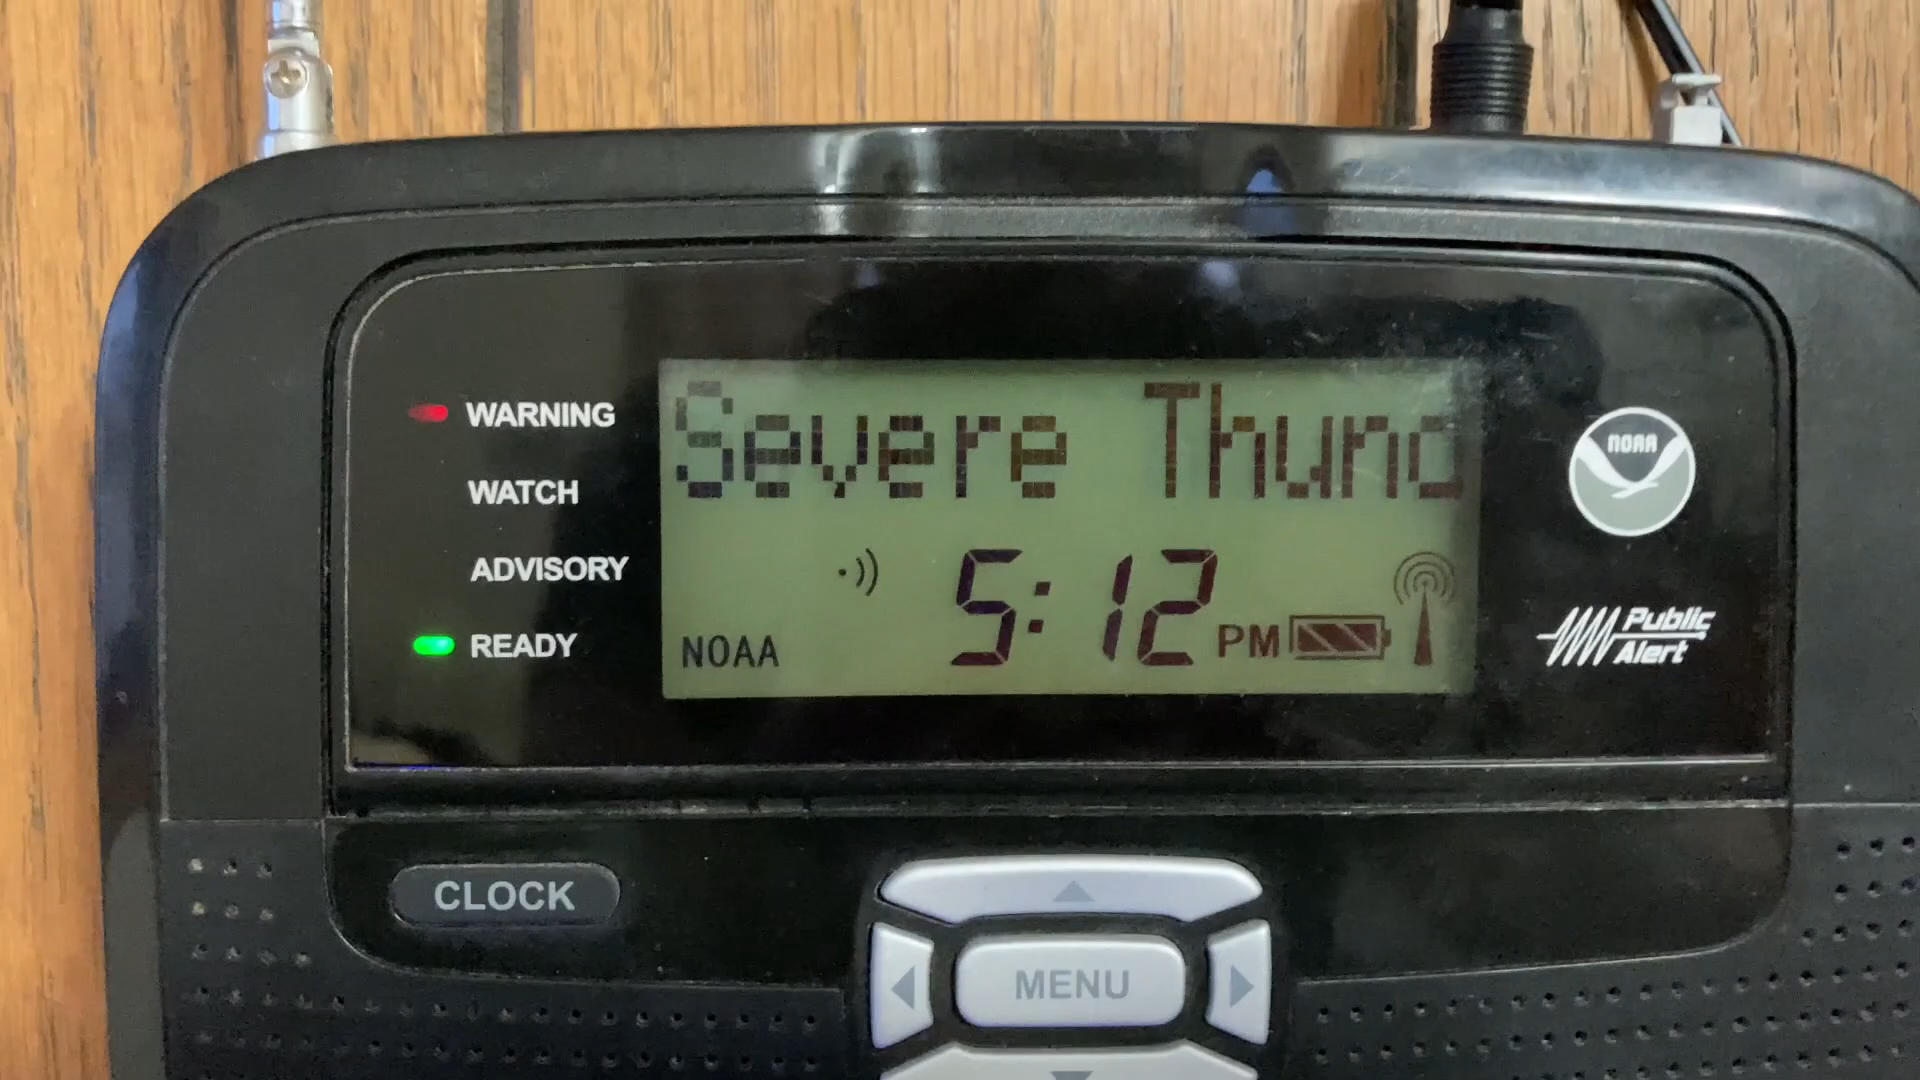 WARNING
WATCH
ADVISORY
READY
Severe Thund
5:12 PM
NOAA
NOAA
Public
Alert
CLOCK
MENU